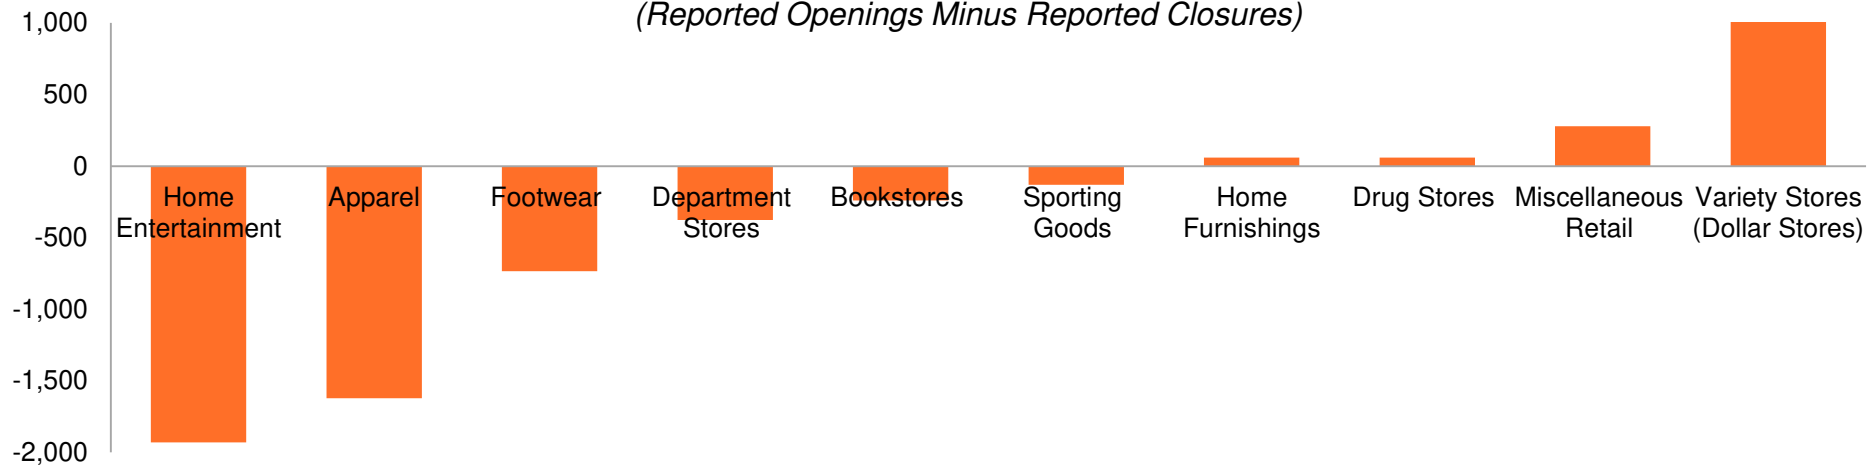 (Reported Openings Minus Reported Closures)
1,000
500
0
-500
-1,000
-1,500
-2,000
Home
Entertainment
Apparel
Footwear
Department
Stores
Bookstores
Sporting
Goods
Home
Furnishings
Drug Stores
Miscellaneous
Retail
Variety Stores
(Dollar Stores)